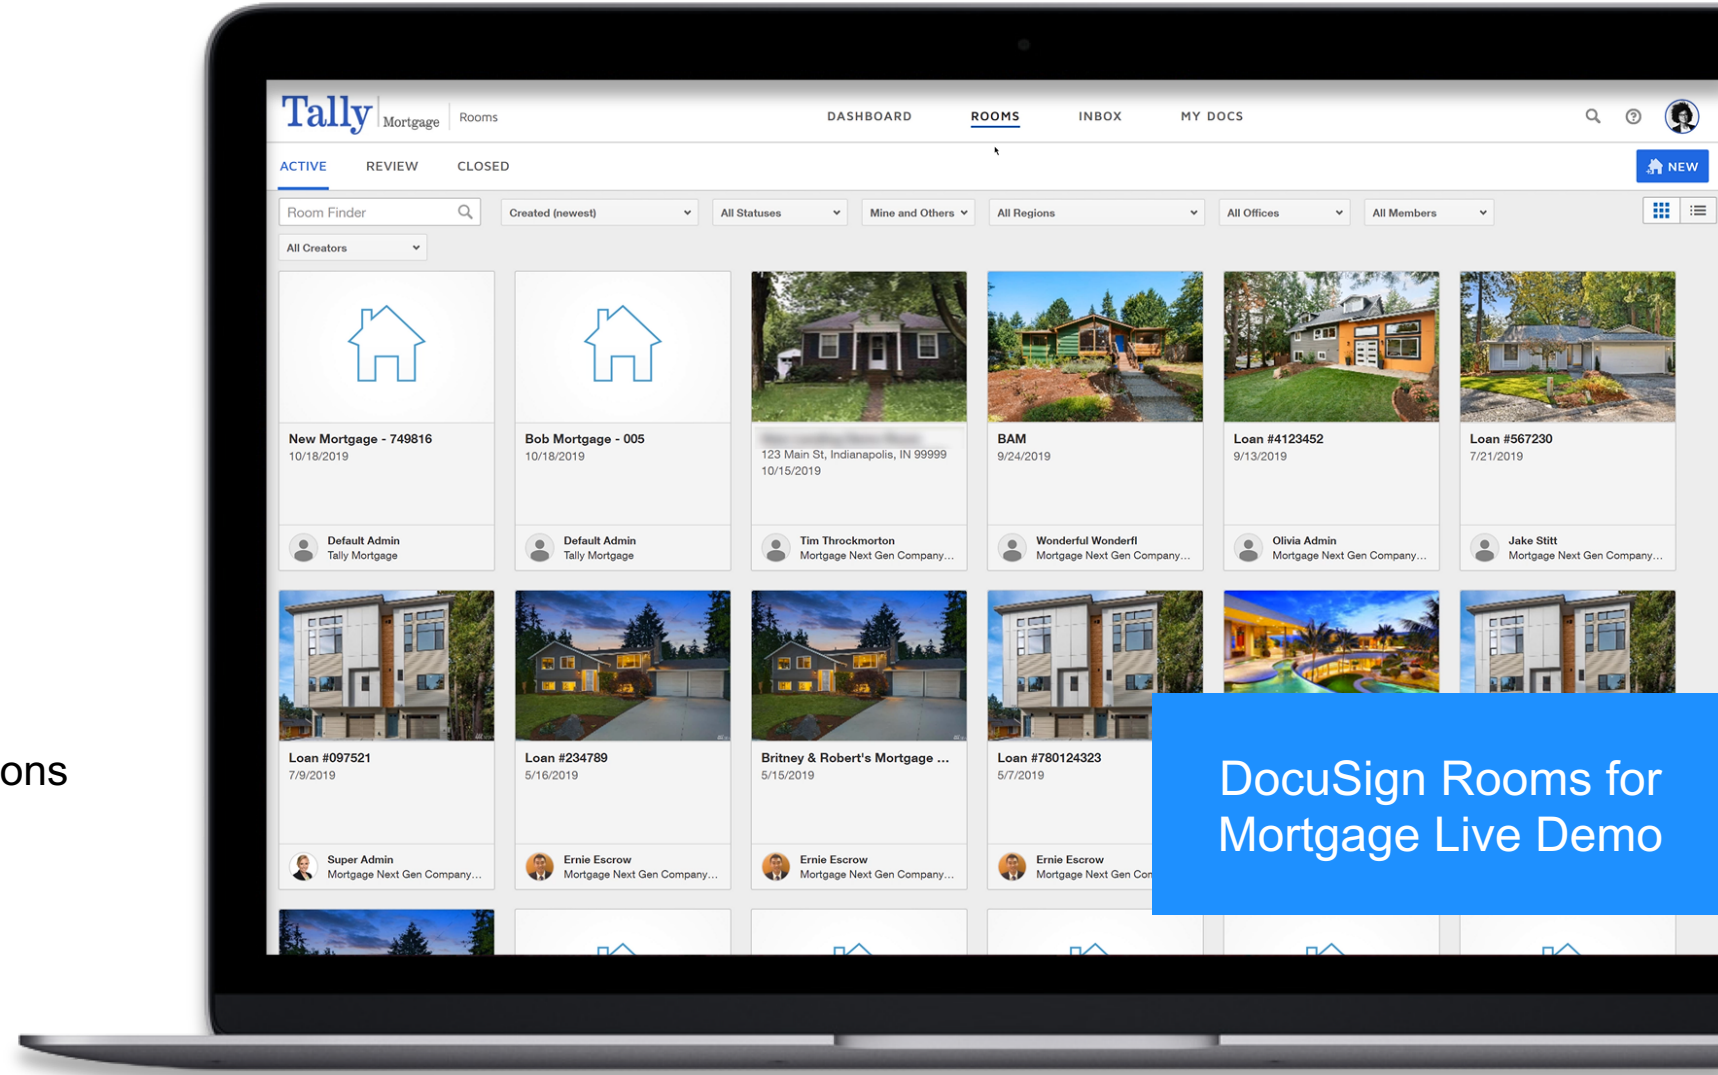 Tally Mortgage Rooms
DASHBOARD ROOMS INBOX MY DOCS
ACTIVE REVIEW CLOSED
NEW
Room Finder Created (newest) All Statuses Mine and Others All Regions All Offices All Members
All Creators
New Mortgage - 749816
10/18/2019
Default Admin
Tally Mortgage
Bob Mortgage - 005
10/18/2019
Default Admin
Tally Mortgage
123 Main St, Indianapolis, IN 99999
10/15/2019
Tim Throckmorton
Mortgage Next Gen Company...
BAM
9/24/2019
Wonderful Wonderfl
Mortgage Next Gen Company...
Loan #4123452
9/13/2019
Olivia Admin
Mortgage Next Gen Company...
Loan #567230
7/21/2019
Jake Stitt
Mortgage Next Gen Company...
Loan #097521
7/9/2019
Super Admin
Mortgage Next Gen Company...
Loan #234789
5/16/2019
Ernie Escrow
Mortgage Next Gen Company...
Britney & Robert's Mortgage ...
5/15/2019
Ernie Escrow
Mortgage Next Gen Company...
Loan #780124323
5/7/2019
Ernie Escrow
Mortgage Next Gen Con
ons
DocuSign Rooms for
Mortgage Live Demo